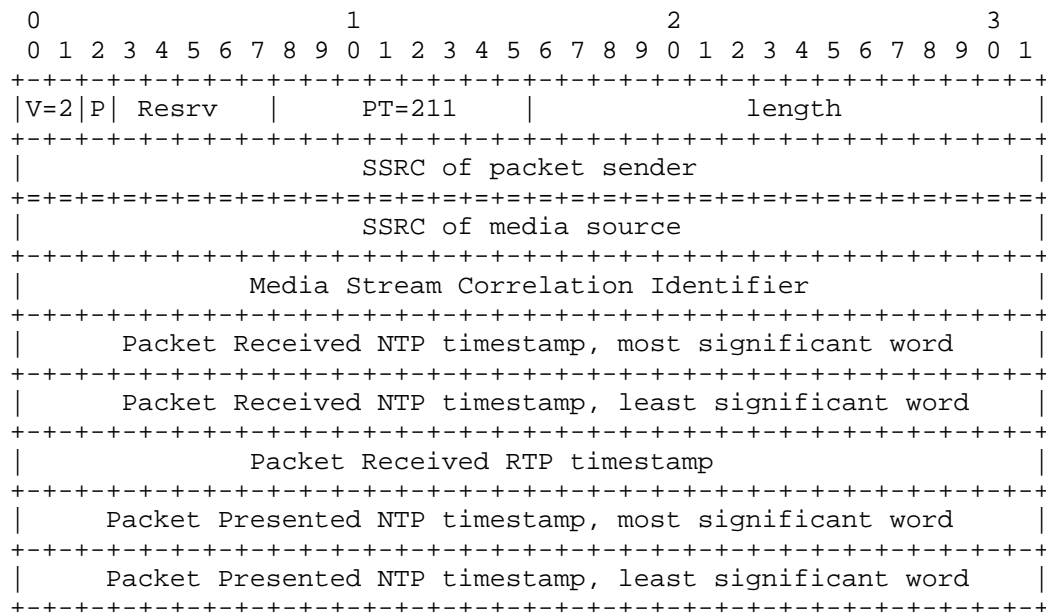 0                   1                   2                   3
 0 1 2 3 4 5 6 7 8 9 0 1 2 3 4 5 6 7 8 9 0 1 2 3 4 5 6 7 8 9 0 1
+-+-+-+-+-+-+-+-+-+-+-+-+-+-+-+-+-+-+-+-+-+-+-+-+-+-+-+-+-+-+-+-+
|V=2|P| Resrv   |     PT=211    |             length            |
+-+-+-+-+-+-+-+-+-+-+-+-+-+-+-+-+-+-+-+-+-+-+-+-+-+-+-+-+-+-+-+-+
|                     SSRC of packet sender                     |
+=+=+=+=+=+=+=+=+=+=+=+=+=+=+=+=+=+=+=+=+=+=+=+=+=+=+=+=+=+=+=+=+
|                     SSRC of media source                      |
+-+-+-+-+-+-+-+-+-+-+-+-+-+-+-+-+-+-+-+-+-+-+-+-+-+-+-+-+-+-+-+-+
|              Media Stream Correlation Identifier              |
+-+-+-+-+-+-+-+-+-+-+-+-+-+-+-+-+-+-+-+-+-+-+-+-+-+-+-+-+-+-+-+-+
|      Packet Received NTP timestamp, most significant word     |
+-+-+-+-+-+-+-+-+-+-+-+-+-+-+-+-+-+-+-+-+-+-+-+-+-+-+-+-+-+-+-+-+
|      Packet Received NTP timestamp, least significant word    |
+-+-+-+-+-+-+-+-+-+-+-+-+-+-+-+-+-+-+-+-+-+-+-+-+-+-+-+-+-+-+-+-+
|              Packet Received RTP timestamp                    |
+-+-+-+-+-+-+-+-+-+-+-+-+-+-+-+-+-+-+-+-+-+-+-+-+-+-+-+-+-+-+-+-+
|     Packet Presented NTP timestamp, most significant word     |
+-+-+-+-+-+-+-+-+-+-+-+-+-+-+-+-+-+-+-+-+-+-+-+-+-+-+-+-+-+-+-+-+
|     Packet Presented NTP timestamp, least significant word    |
+-+-+-+-+-+-+-+-+-+-+-+-+-+-+-+-+-+-+-+-+-+-+-+-+-+-+-+-+-+-+-+-+